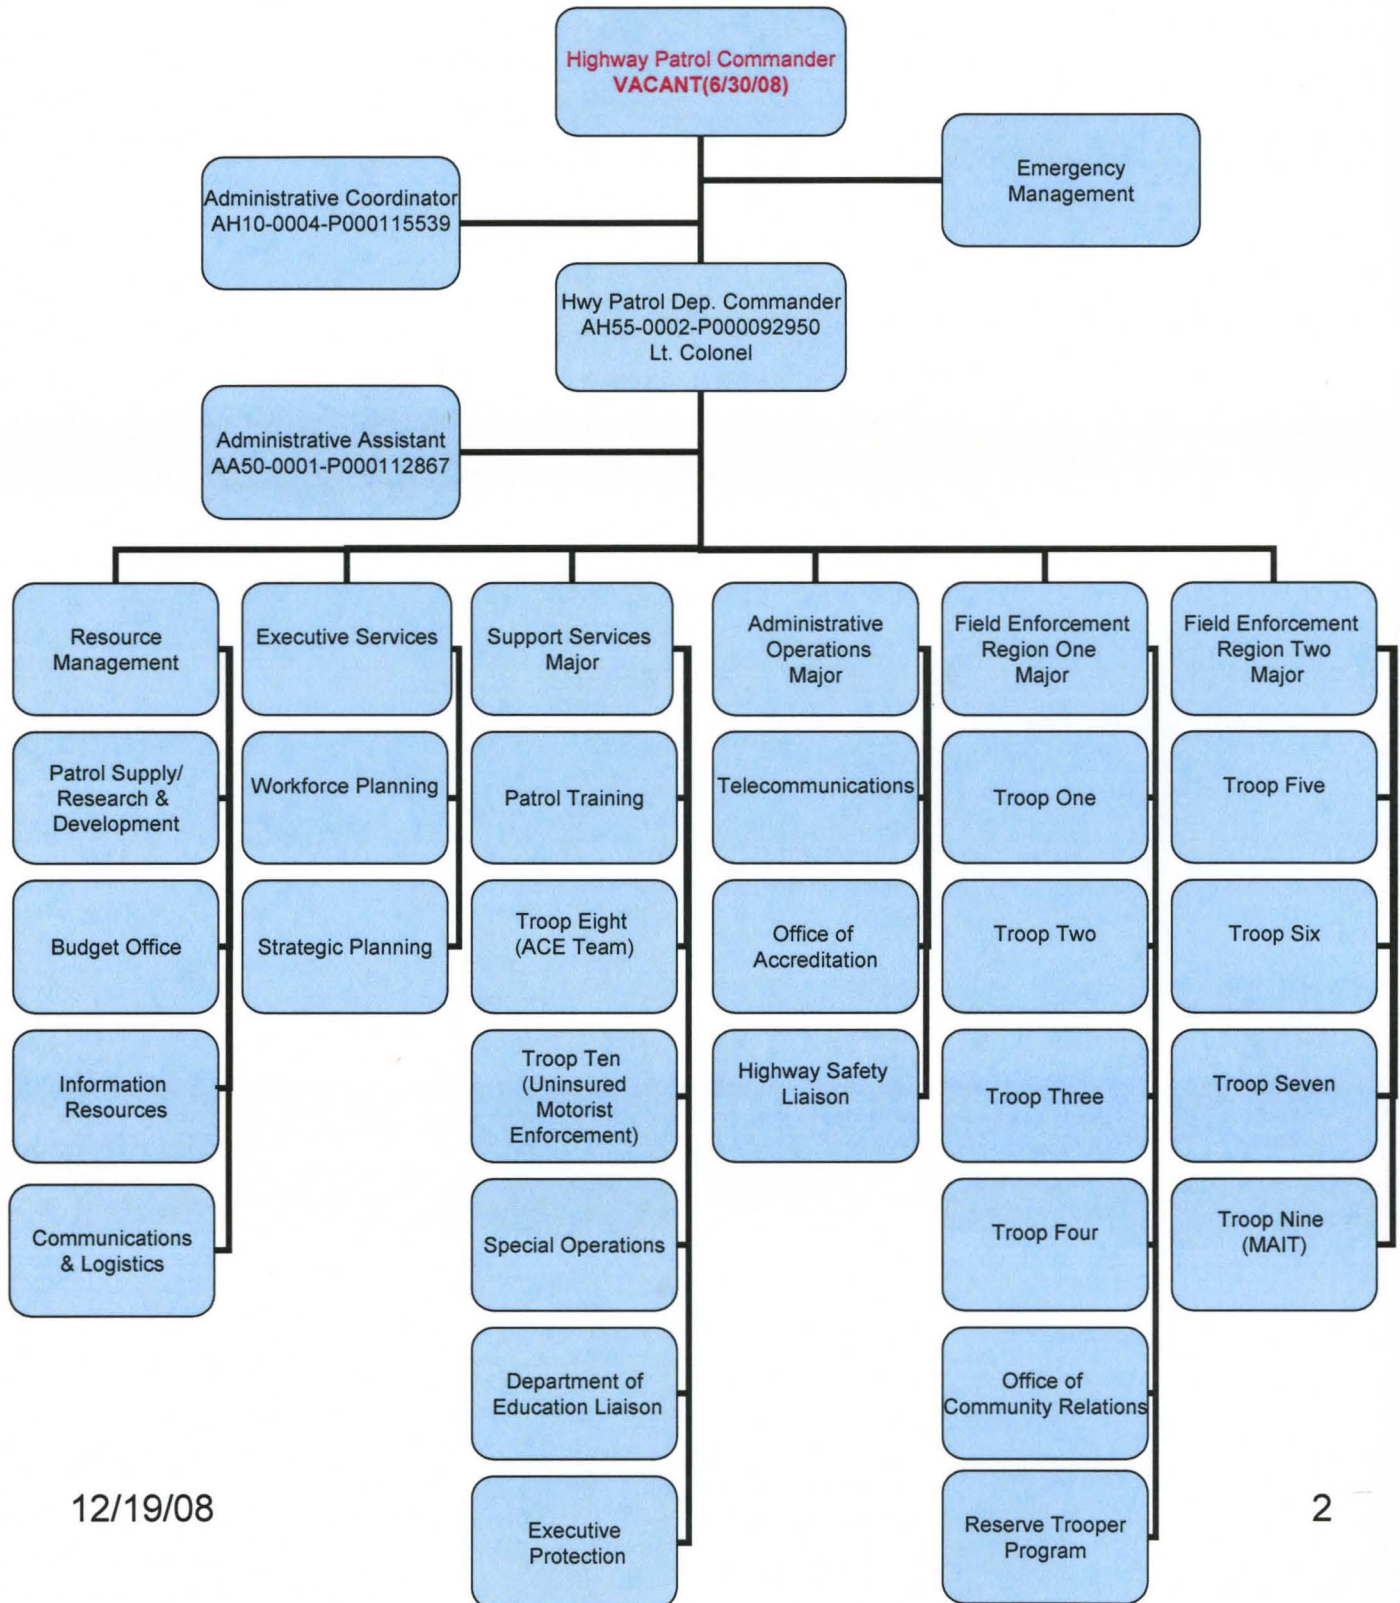 Highway Patrol Commander
VACANT(6/30/08)
Emergency
Management
Administrative Coordinator
AH10-0004-P000115539
Hwy Patrol Dep. Commander
AH55-0002-P000092950
Lt. Colonel
Administrative Assistant
AA50-0001-P000112867
Resource
Management
Patrol Supply/
Research &
Development
Budget Office
Information
Resources
Communications
& Logistics
Executive Services
Workforce Planning
Strategic Planning
Support Services
Major
Patrol Training
Troop Eight
(ACE Team)
Troop Ten
(Uninsured
Motorist
Enforcement)
Special Operations
Department of
Education Liaison
Executive
Protection
Administrative
Operations
Major
Telecommunications
Office of
Accreditation
Highway Safety
Liaison
Field Enforcement
Region One
Major
Troop One
Troop Two
Troop Three
Troop Four
Office of
Community Relations
Reserve Trooper
Program
Field Enforcement
Region Two
Major
Troop Five
Troop Six
Troop Seven
Troop Nine
(MAIT)
12/19/08
2